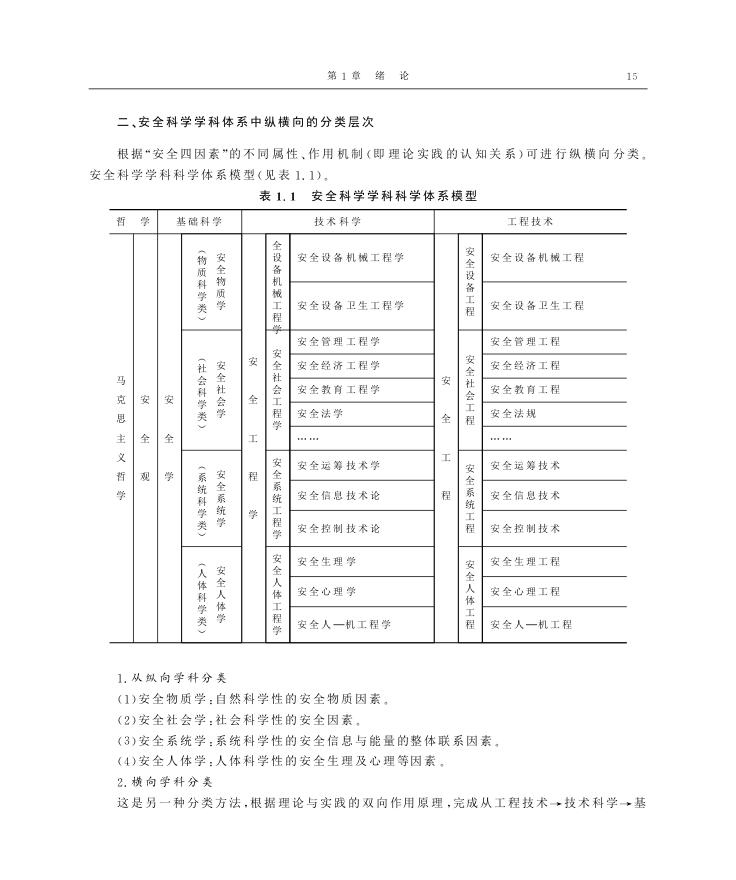 第1章 绪 论 15
二、安全科学学科体系中纵横向的分类层次
根据“安全四因素”的不同属性、作用机制(即理论实践的认知关系)可进行纵横向分类。
安全科学学科科学体系模型(见表1.1)。
表1.1 安全科学学科科学体系模型
哲 学 基础科学 技术科学 工程技术
马克思主义哲学
安全观
安全学
安全物质学
(物质科学类)
安全社会学
(社会科学类)
安全系统学
(系统科学类)
安全人体学
(人体科学类)
安全工程学
全设备机械工程学
安全设备机械工程学
安全设备卫生工程学
安全社会工程学
安全管理工程学
安全经济工程学
安全教育工程学
安全法学
……
安全系统工程学
安全运筹技术学
安全信息技术论
安全控制技术论
安全人体工程学
安全生理学
安全心理学
安全人—机工程学
安全工程
安全设备工程
安全设备机械工程
安全设备卫生工程
安全社会工程
安全管理工程
安全经济工程
安全教育工程
安全法规
……
安全系统工程
安全运筹技术
安全信息技术
安全控制技术
安全人体工程
安全生理工程
安全心理工程
安全人—机工程
1.从纵向学科分类
(1)安全物质学:自然科学性的安全物质因素。
(2)安全社会学:社会科学性的安全因素。
(3)安全系统学:系统科学性的安全信息与能量的整体联系因素。
(4)安全人体学:人体科学性的安全生理及心理等因素。
2.横向学科分类
这是另一种分类方法,根据理论与实践的双向作用原理,完成从工程技术→技术科学→基